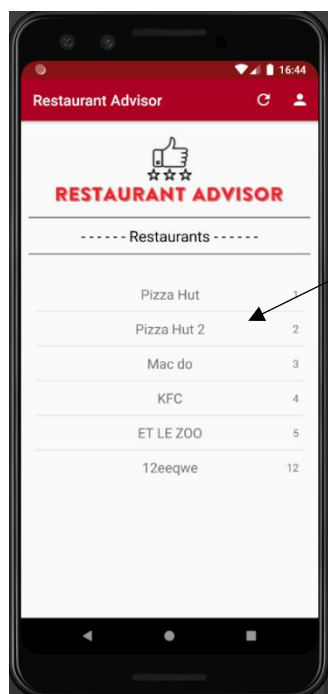 16:44
Restaurant Advisor
RESTAURANT ADVISOR
- - - - - - Restaurants - - - - - -
Pizza Hut 1
Pizza Hut 2 2
Mac do 3
KFC 4
ET LE ZOO 5
12eeqwe 12